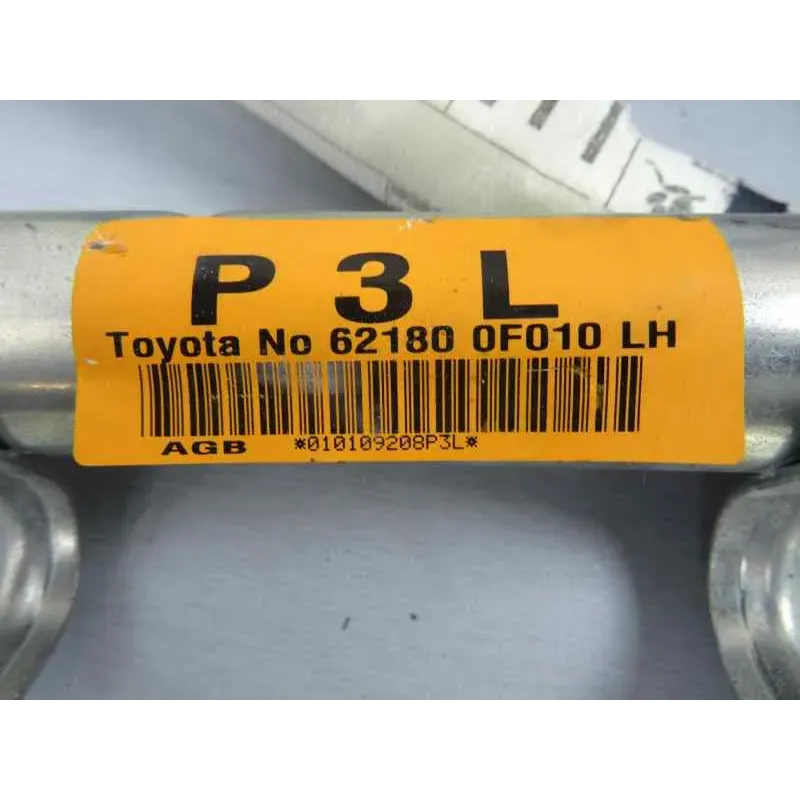 P 3 L
Toyota No 62180 0F010 LH
AGB *010109208P3L*